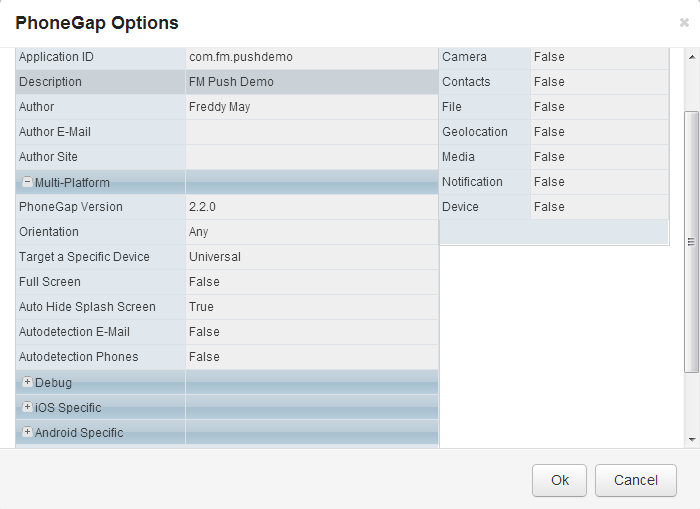 PhoneGap Options
Application ID com.fm.pushdemo
Description FM Push Demo
Author Freddy May
Author E-Mail
Author Site
Multi-Platform
PhoneGap Version 2.2.0
Orientation Any
Target a Specific Device Universal
Full Screen False
Auto Hide Splash Screen True
Autodetection E-Mail False
Autodetection Phones False
Debug
iOS Specific
Android Specific
Camera False
Contacts False
File False
Geolocation False
Media False
Notification False
Device False
Ok
Cancel